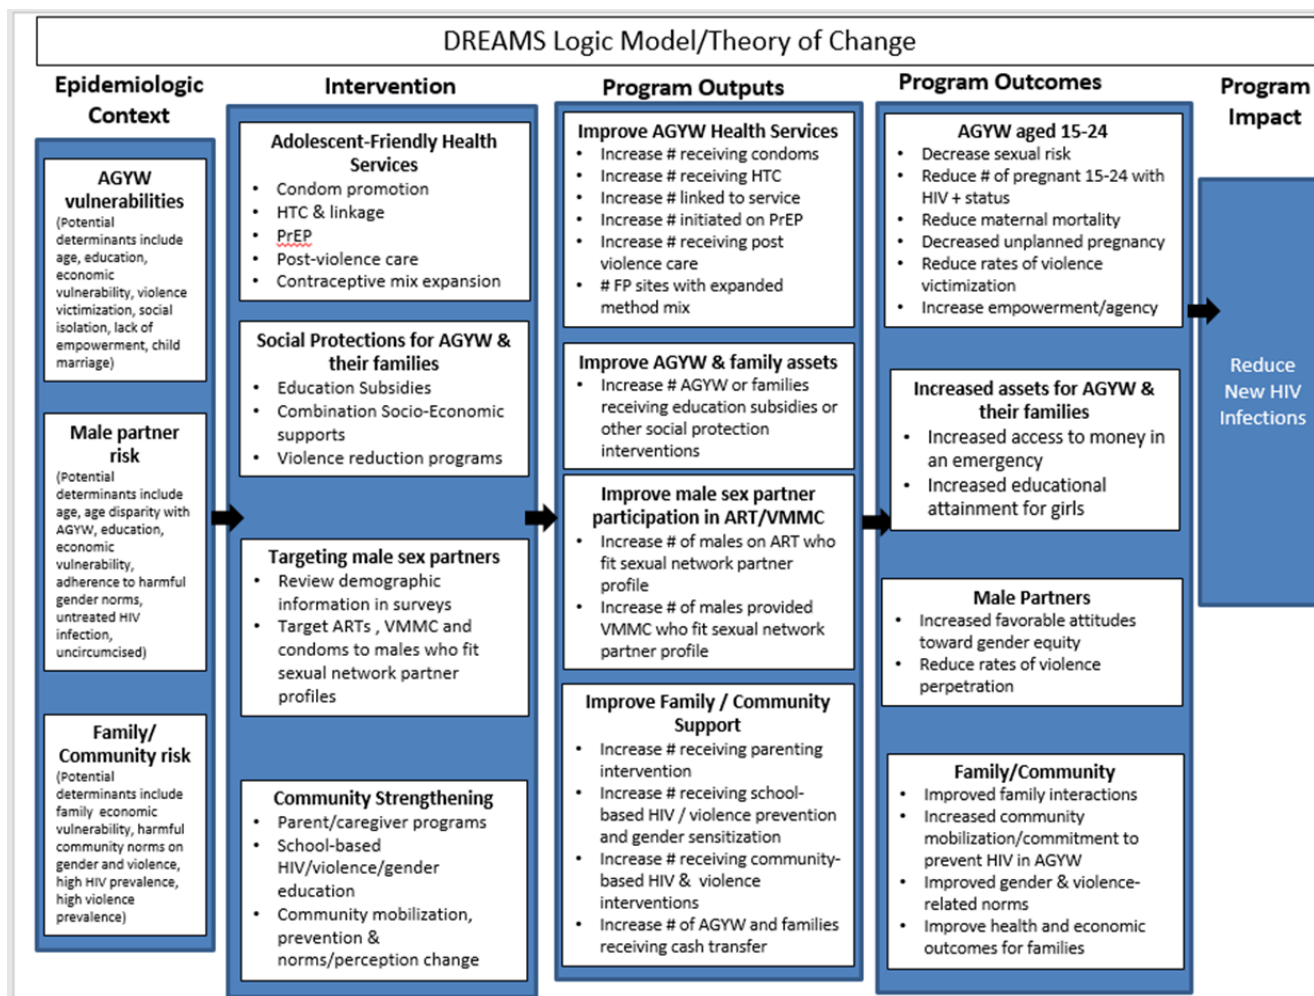 DREAMS Logic Model/Theory of Change
Epidemiologic
Context
AGYW
vulnerabilities
(Potential
determinants include
age, education,
economic
vulnerability, violence
victimization, social
isolation, lack of
empowerment, child
marriage)
Male partner
risk
(Potential
determinants include
age, age disparity with
AGYW, education,
economic
vulnerability,
adherence to harmful
gender norms,
untreated HIV
infection,
uncircumcised)
Family/
Community risk
(Potential
determinants include
family economic
vulnerability, harmful
community norms on
gender and violence,
high HIV prevalence,
high violence
prevalence)
Intervention
Adolescent-Friendly Health
Services
• Condom promotion
• HTC & linkage
• PrEP
• Post-violence care
• Contraceptive mix expansion
Social Protections for AGYW &
their families
• Education Subsidies
• Combination Socio-Economic
supports
• Violence reduction programs
Targeting male sex partners
• Review demographic
information in surveys
• Target ARTs , VMMC and
condoms to males who fit
sexual network partner
profiles
Community Strengthening
• Parent/caregiver programs
• School-based
HIV/violence/gender
education
• Community mobilization,
prevention &
norms/perception change
Program Outputs
Improve AGYW Health Services
• Increase # receiving condoms
• Increase # receiving HTC
• Increase # linked to service
• Increase # initiated on PrEP
• Increase # receiving post
violence care
• # FP sites with expanded
method mix
Improve AGYW & family assets
• Increase # AGYW or families
receiving education subsidies or
other social protection
interventions
Improve male sex partner
participation in ART/VMMC
• Increase # of males on ART who
fit sexual network partner
profile
• Increase # of males provided
VMMC who fit sexual network
partner profile
Improve Family / Community
Support
• Increase # receiving parenting
intervention
• Increase # receiving school-
based HIV / violence prevention
and gender sensitization
• Increase # receiving community-
based HIV & violence
interventions
• Increase # of AGYW and families
receiving cash transfer
Program Outcomes
AGYW aged 15-24
• Decrease sexual risk
• Reduce # of pregnant 15-24 with
HIV + status
• Reduce maternal mortality
• Decreased unplanned pregnancy
• Reduce rates of violence
victimization
• Increase empowerment/agency
Increased assets for AGYW &
their families
• Increased access to money in
an emergency
• Increased educational
attainment for girls
Male Partners
• Increased favorable attitudes
toward gender equity
• Reduce rates of violence
perpetration
Family/Community
• Improved family interactions
• Increased community
mobilization/commitment to
prevent HIV in AGYW
• Improved gender & violence-
related norms
• Improve health and economic
outcomes for families
Program
Impact
Reduce
New HIV
Infections